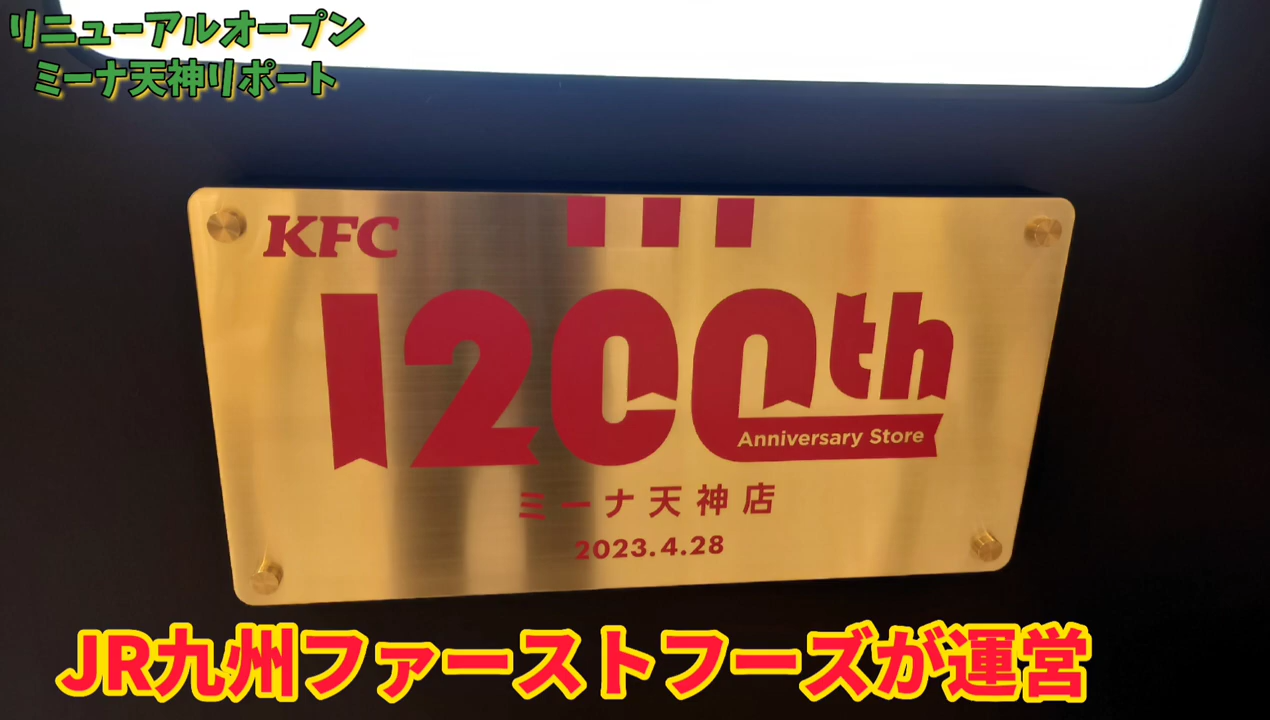 リニューアルオープン
ミーナ天神リポート
KFC
1200th
Anniversary Store
ミーナ天神店
2023.4.28
JR九州ファーストフーズが運営